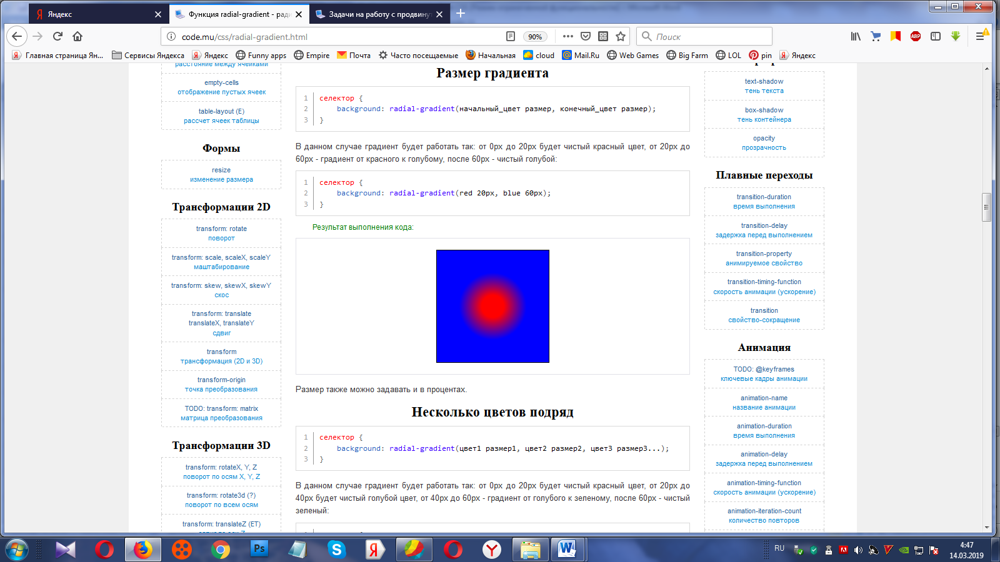 Яндекс
Функция radial-gradient - ради
Задачи на работу с продвинут
code.mu/css/radial-gradient.html
90%
Поиск
Главная страница Ян...
Сервисы Яндекса
Яндекс
Funny apps
Empire
Почта
Часто посещаемые
Начальная
cloud
Mail.Ru
Web Games
Big Farm
LOL
pin
Яндекс
расстояние между ячейками
empty-cells
отображение пустых ячеек
table-layout (E)
рассчет ячеек таблицы
Формы
resize
изменение размера
Трансформации 2D
transform: rotate
поворот
transform: scale, scaleX, scaleY
маштабирование
transform: skew, skewX, skewY
скос
transform: translate
translateX, translateY
сдвиг
transform
трансформация (2D и 3D)
transform-origin
точка преобразования
TODO: transform: matrix
матрица преобразования
Трансформации 3D
transform: rotateX, Y, Z
поворот по осям X, Y, Z
transform: rotate3d (?)
поворот по всем осям
transform: translateZ (ET)
Размер градиента
1 селектор {
2 background: radial-gradient(начальный_цвет размер, конечный_цвет размер);
3 }
В данном случае градиент будет работать так: от 0px до 20px будет чистый красный цвет, от 20px до
60px - градиент от красного к голубому, после 60px - чистый голубой:
1 селектор {
2 background: radial-gradient(red 20px, blue 60px);
3 }
Результат выполнения кода:
Размер также можно задавать и в процентах.
Несколько цветов подряд
1 селектор {
2 background: radial-gradient(цвет1 размер1, цвет2 размер2, цвет3 размер3...);
3 }
В данном случае градиент будет работать так: от 0px до 20px будет чистый красный цвет, от 20px до
40px будет чистый голубой цвет, от 40px до 60px - градиент от голубого к зеленому, после 60px - чистый
зеленый:
text-shadow
тень текста
box-shadow
тень контейнера
opacity
прозрачность
Плавные переходы
transition-duration
время выполнения
transition-delay
задержка перед выполнением
transition-property
анимируемое свойство
transition-timing-function
скорость анимации (ускорение)
transition
свойство-сокращение
Анимация
TODO: @keyframes
ключевые кадры анимации
animation-name
название анимации
animation-duration
время выполнения
animation-delay
задержка перед выполнением
animation-timing-function
скорость анимации (ускорение)
animation-iteration-count
количество повторов
RU
4:47
14.03.2019